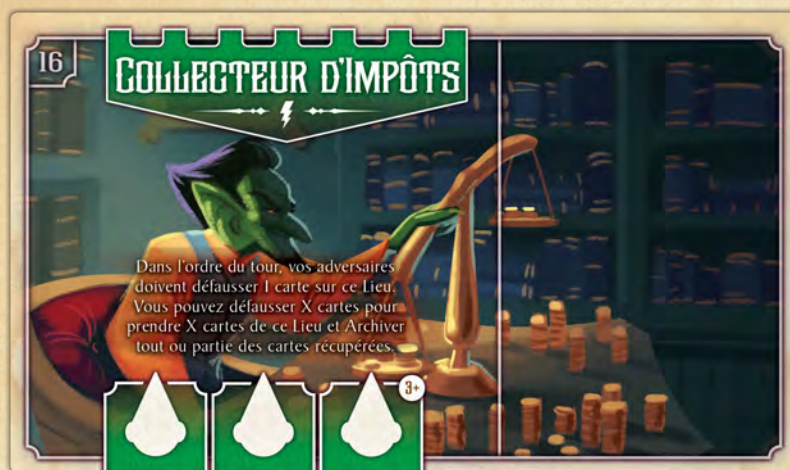 16
COLLECTEUR D'IMPÔTS
Dans l'ordre du tour, vos adversaires
doivent défausser 1 carte sur ce Lieu.
Vous pouvez défausser X cartes pour
prendre X cartes de ce Lieu et Archiver
tout ou partie des cartes récupérées.
3+